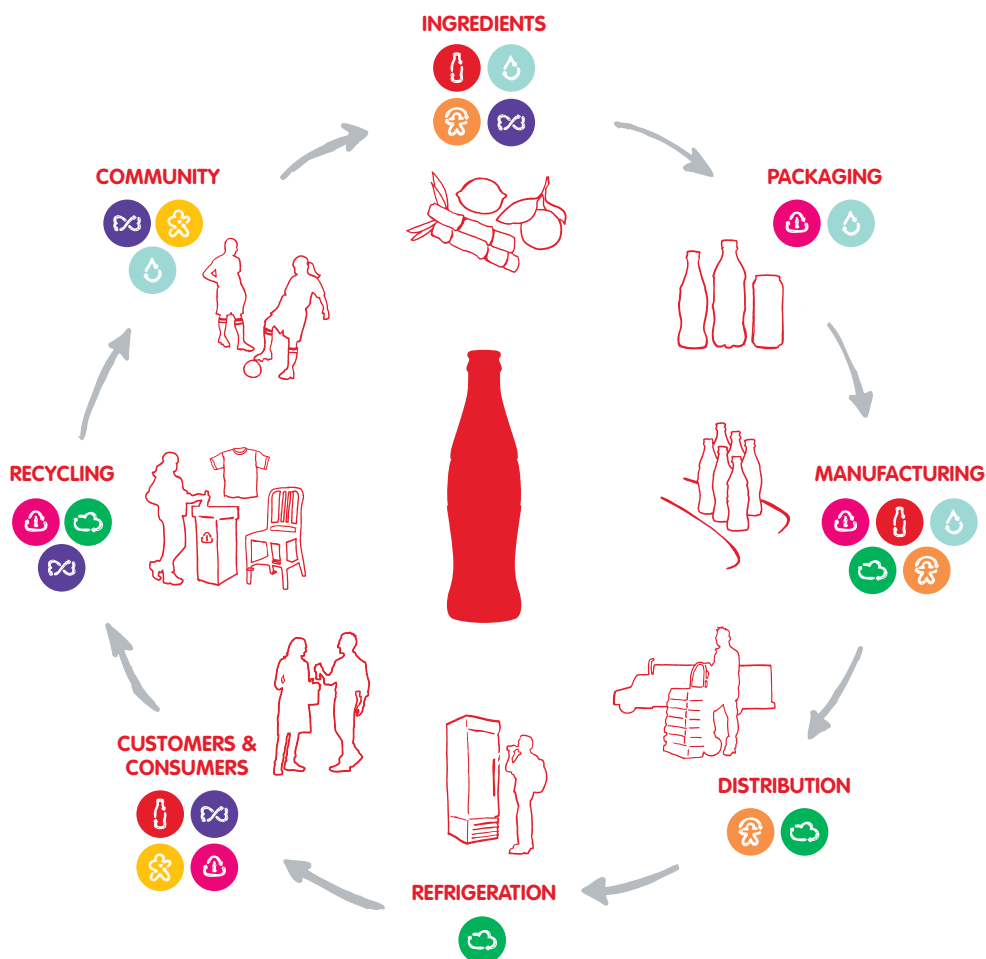 INGREDIENTS
PACKAGING
MANUFACTURING
DISTRIBUTION
REFRIGERATION
CUSTOMERS &
CONSUMERS
RECYCLING
COMMUNITY